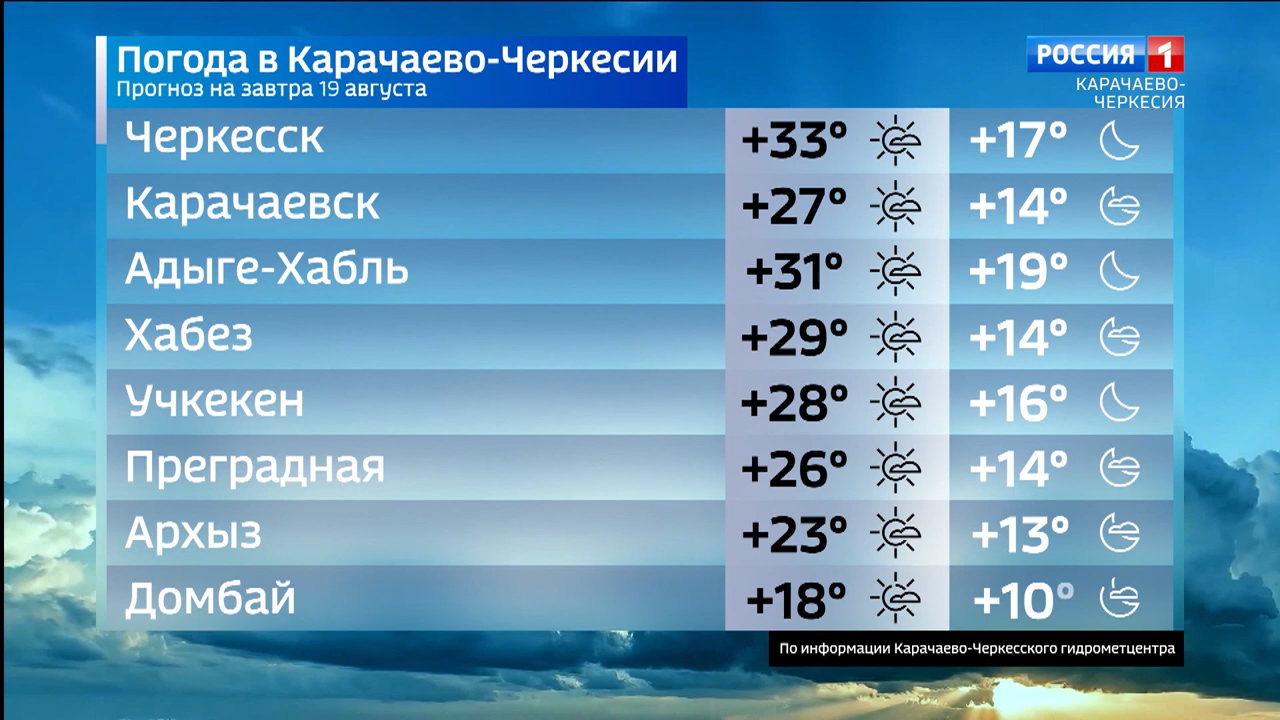 Погода в Карачаево-Черкесии
Прогноз на завтра 19 августа
РОССИЯ 1
КАРАЧАЕВО-
ЧЕРКЕСИЯ
Черкесск +33° +17°
Карачаевск +27° +14°
Адыге-Хабль +31° +19°
Хабез +29° +14°
Учкекен +28° +16°
Преградная +26° +14°
Архыз +23° +13°
Домбай +18° +10°
По информации Карачаево-Черкесского гидрометцентра